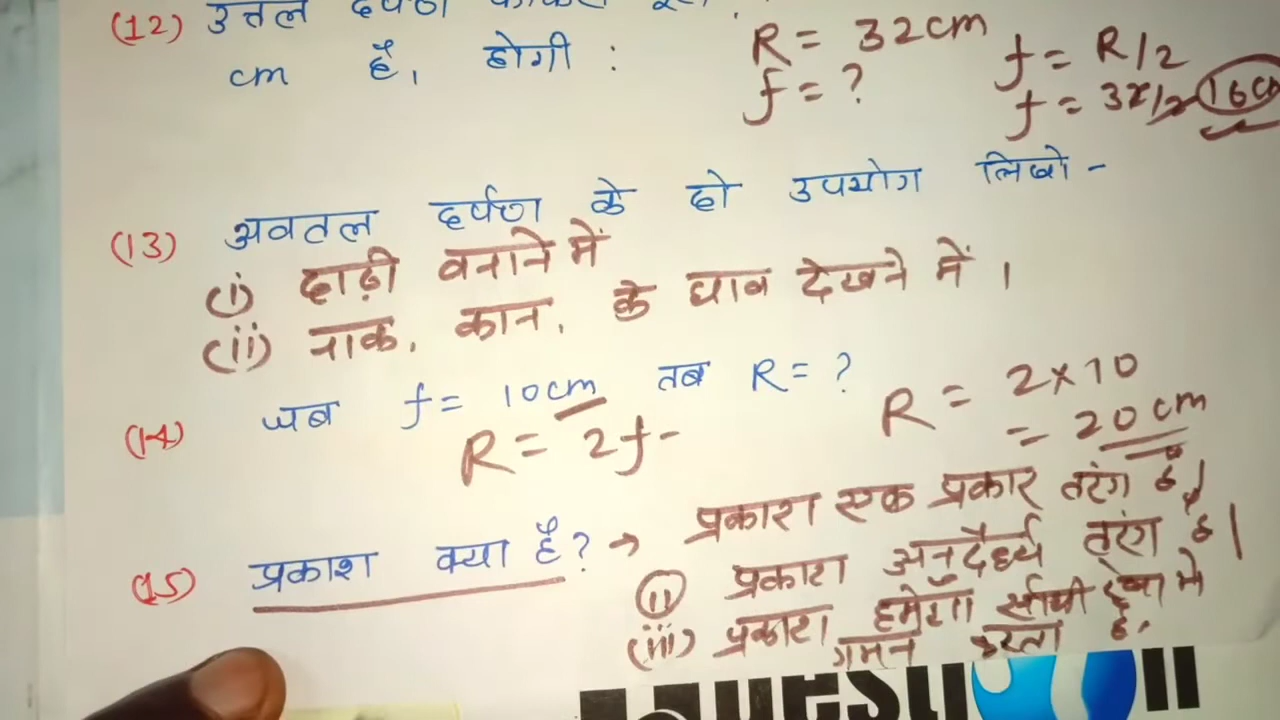 (12) उत्तल दर्पण
cm है, होगी :
R = 32cm
f = ?
f = R/2
f = 32/2 16cm
(13) अवतल दर्पण के दो उपयोग लिखो -
(i) दाढ़ी बनाने में
(ii) नाक, कान, के घाव देखने में ।
(14) जब f = 10cm तब R = ?
R = 2f
R = 2×10
= 20cm
(15) प्रकाश क्या है? → प्रकाश एक प्रकार तरंग है।
(ii) प्रकाश अनुदैर्ध्य तरंग है।
(iii) प्रकाश हमेशा सीधी रेखा में
गमन करता है.